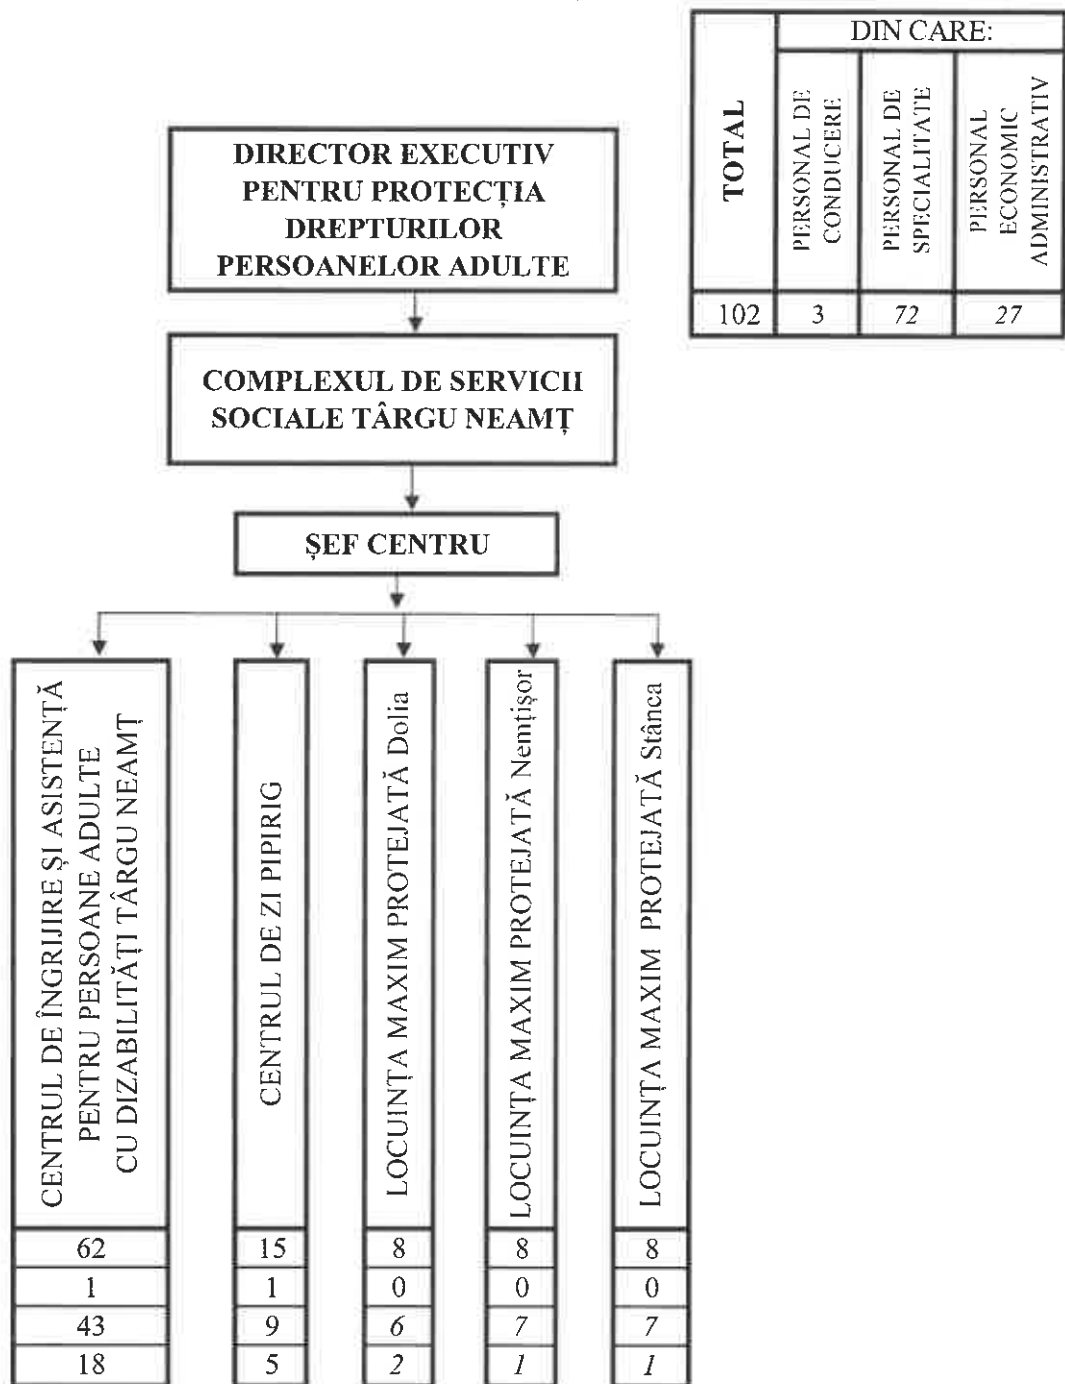 DIN CARE:
TOTAL
PERSONAL DE
CONDUCERE
PERSONAL DE
SPECIALITATE
PERSONAL
ECONOMIC
ADMINISTRATIV
102 3 72 27
DIRECTOR EXECUTIV
PENTRU PROTECȚIA
DREPTURILOR
PERSOANELOR ADULTE
COMPLEXUL DE SERVICII
SOCIALE TÂRGU NEAMȚ
ȘEF CENTRU
CENTRUL DE ÎNGRIJIRE ȘI ASISTENȚĂ
PENTRU PERSOANE ADULTE
CU DIZABILITĂȚI TÂRGU NEAMȚ
CENTRUL DE ZI PIPIRIG
LOCUINȚA MAXIM PROTEJATĂ Dolia
LOCUINȚA MAXIM PROTEJATĂ Nemțișor
LOCUINȚA MAXIM PROTEJATĂ Stânca
62 15 8 8 8
1 1 0 0 0
43 9 6 7 7
18 5 2 1 1